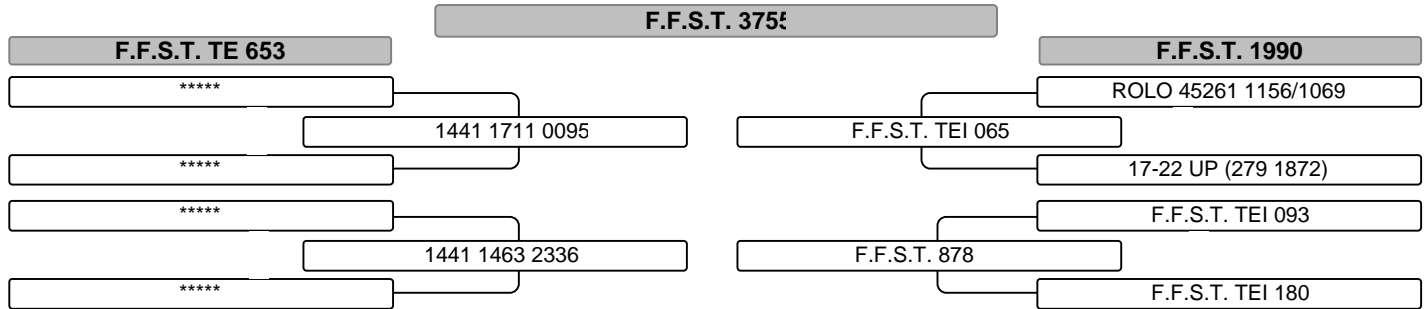 F.F.S.T. 3755
F.F.S.T. TE 653
F.F.S.T. 1990
*****
ROLO 45261 1156/1069
1441 1711 0095
F.F.S.T. TEI 065
*****
17-22 UP (279 1872)
*****
F.F.S.T. TEI 093
1441 1463 2336
F.F.S.T. 878
*****
F.F.S.T. TEI 180